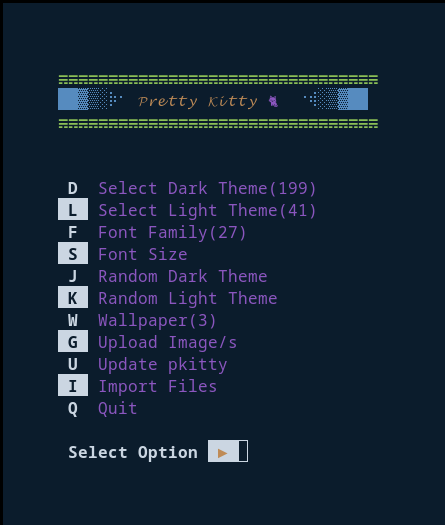 Pretty Kitty
D Select Dark Theme(199)
L Select Light Theme(41)
F Font Family(27)
S Font Size
J Random Dark Theme
K Random Light Theme
W Wallpaper(3)
G Upload Image/s
U Update pkitty
I Import Files
Q Quit
Select Option